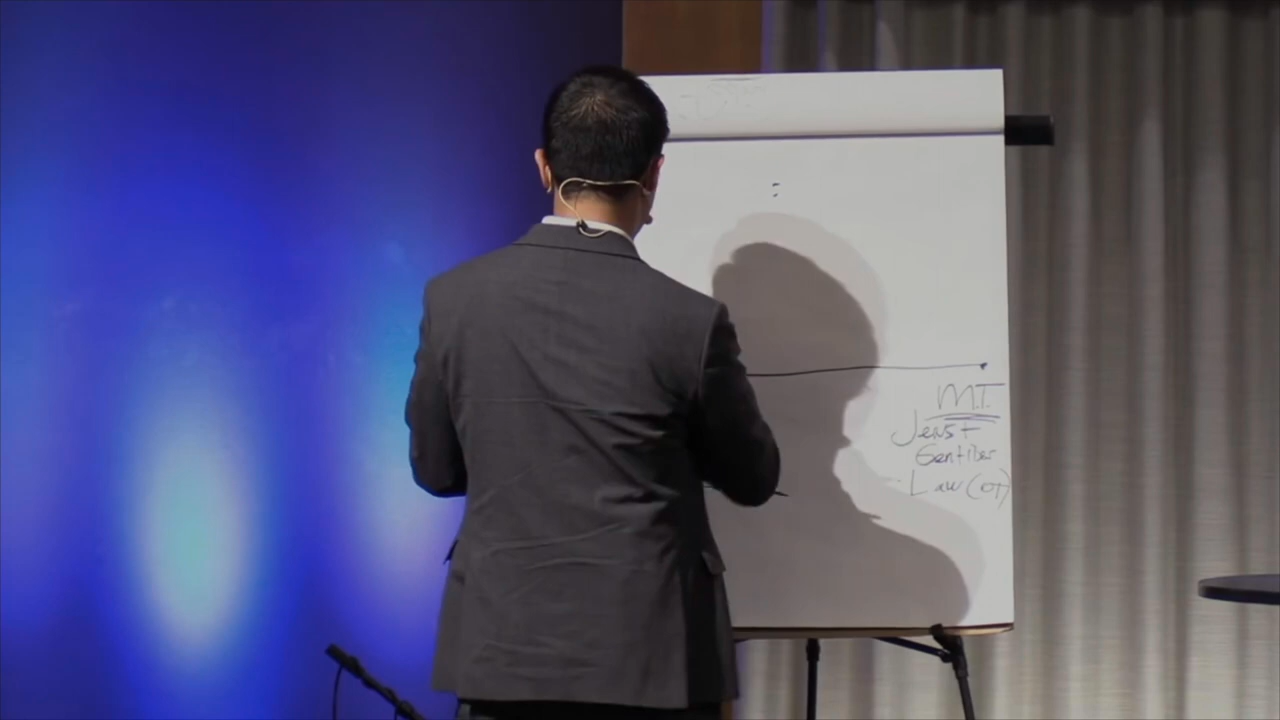 :
M.T.
Jews +
Gentiles
- Law (OT)